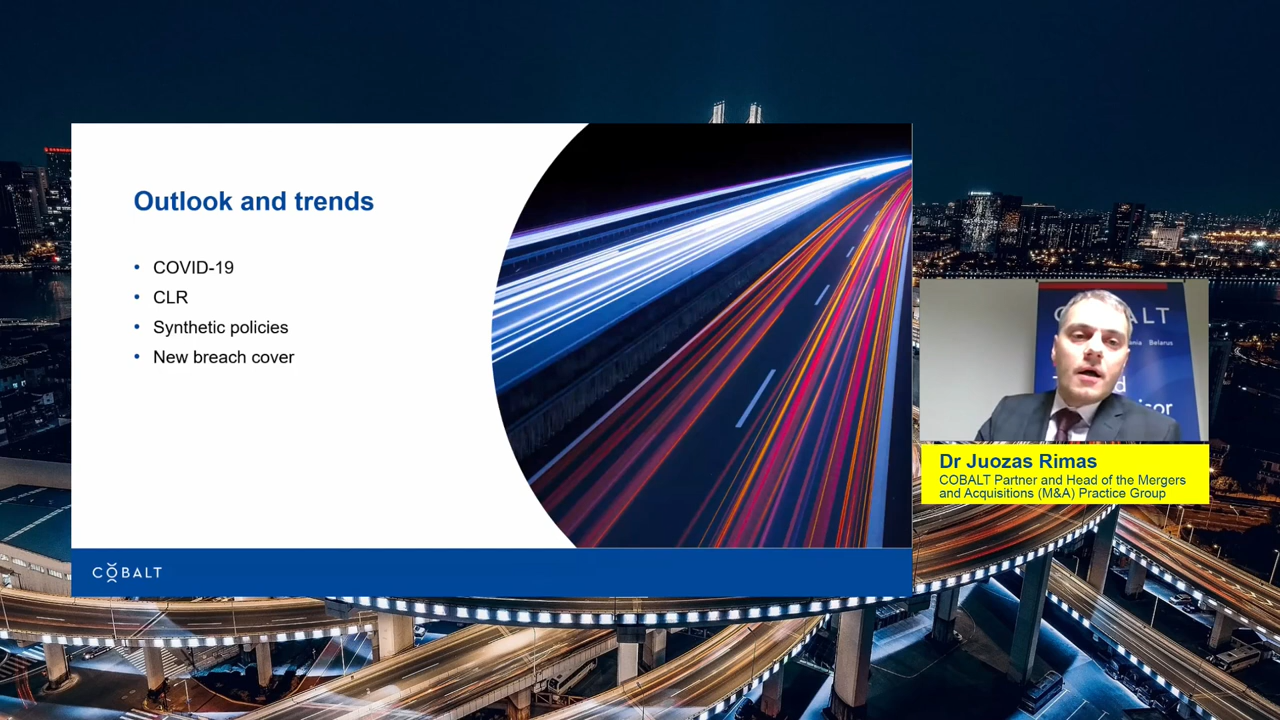 Outlook and trends
• COVID-19
• CLR
• Synthetic policies
• New breach cover
COBALT
Belarus
Dr Juozas Rimas
COBALT Partner and Head of the Mergers
and Acquisitions (M&A) Practice Group